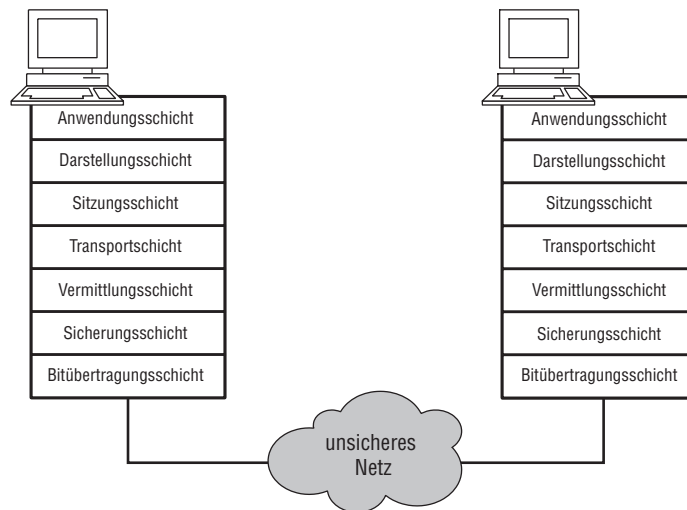 Anwendungsschicht
Darstellungsschicht
Sitzungsschicht
Transportschicht
Vermittlungsschicht
Sicherungsschicht
Bitübertragungsschicht
Anwendungsschicht
Darstellungsschicht
Sitzungsschicht
Transportschicht
Vermittlungsschicht
Sicherungsschicht
Bitübertragungsschicht
unsicheres
Netz